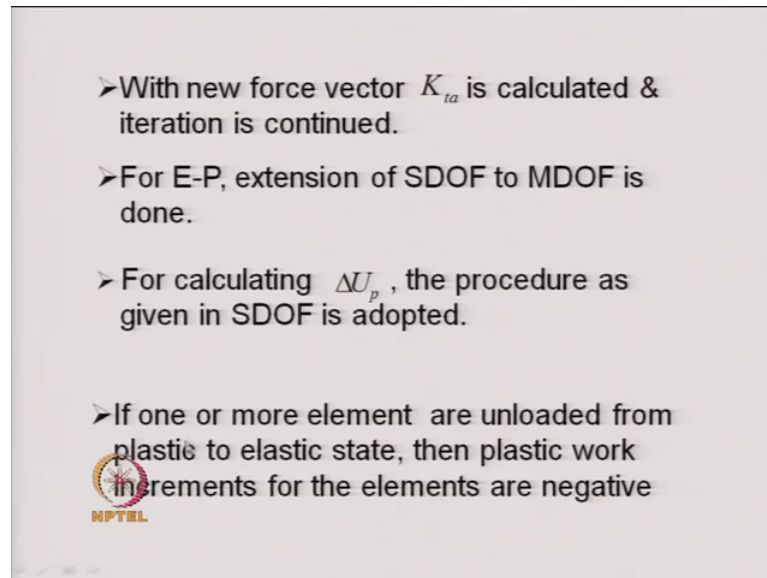 ➢With new force vector K_ta is calculated &
iteration is continued.
➢For E-P, extension of SDOF to MDOF is
done.
➢ For calculating ΔU_p , the procedure as
given in SDOF is adopted.
➢If one or more element are unloaded from
plastic to elastic state, then plastic work
increments for the elements are negative
NPTEL